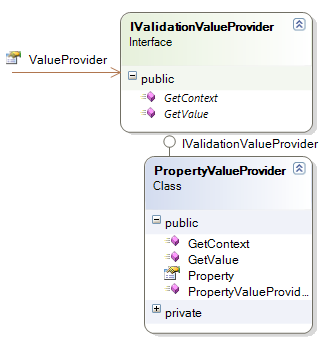 IValidationValueProvider
Interface
ValueProvider
public
GetContext
GetValue
IValidationValueProvider
PropertyValueProvider
Class
public
GetContext
GetValue
Property
PropertyValueProvid...
private